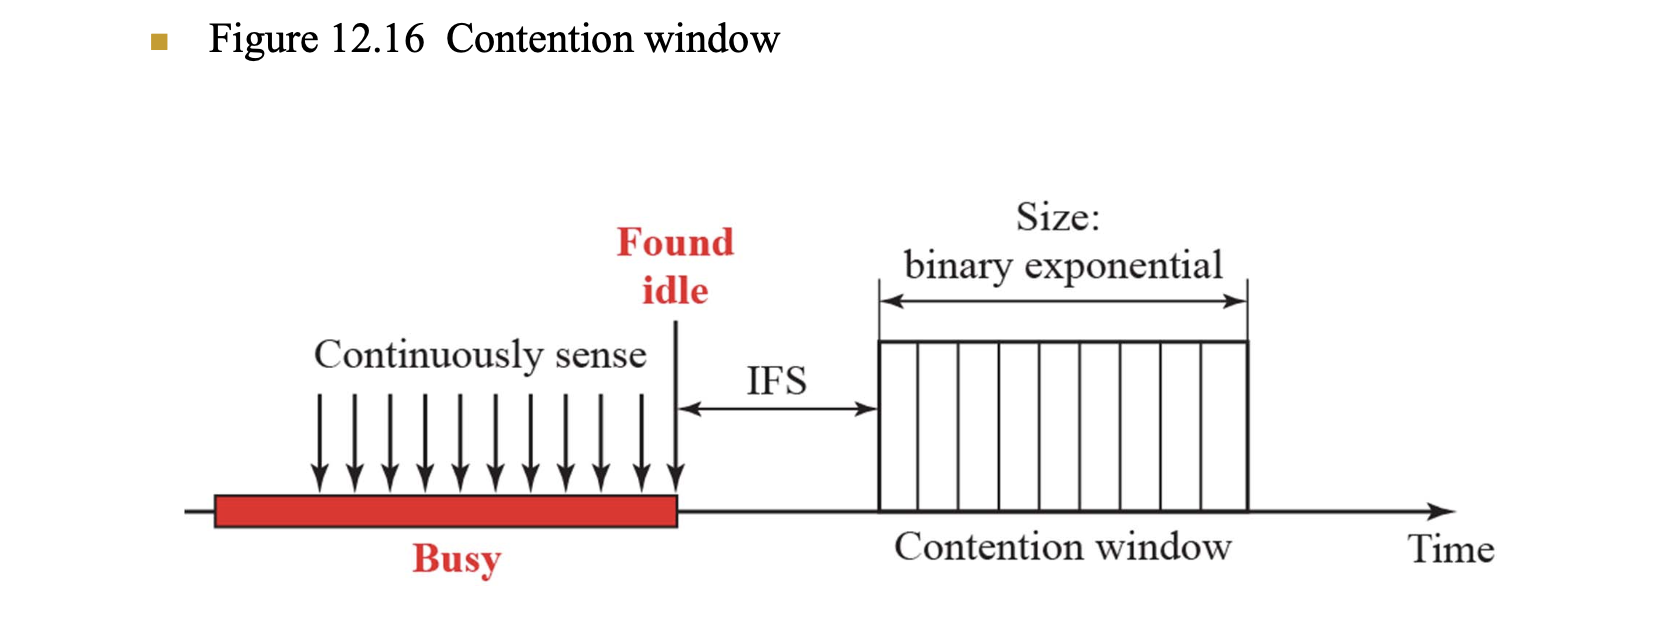 Figure 12.16 Contention window
Size:
binary exponential
Found
idle
Continuously sense
IFS
Contention window
Time
Busy